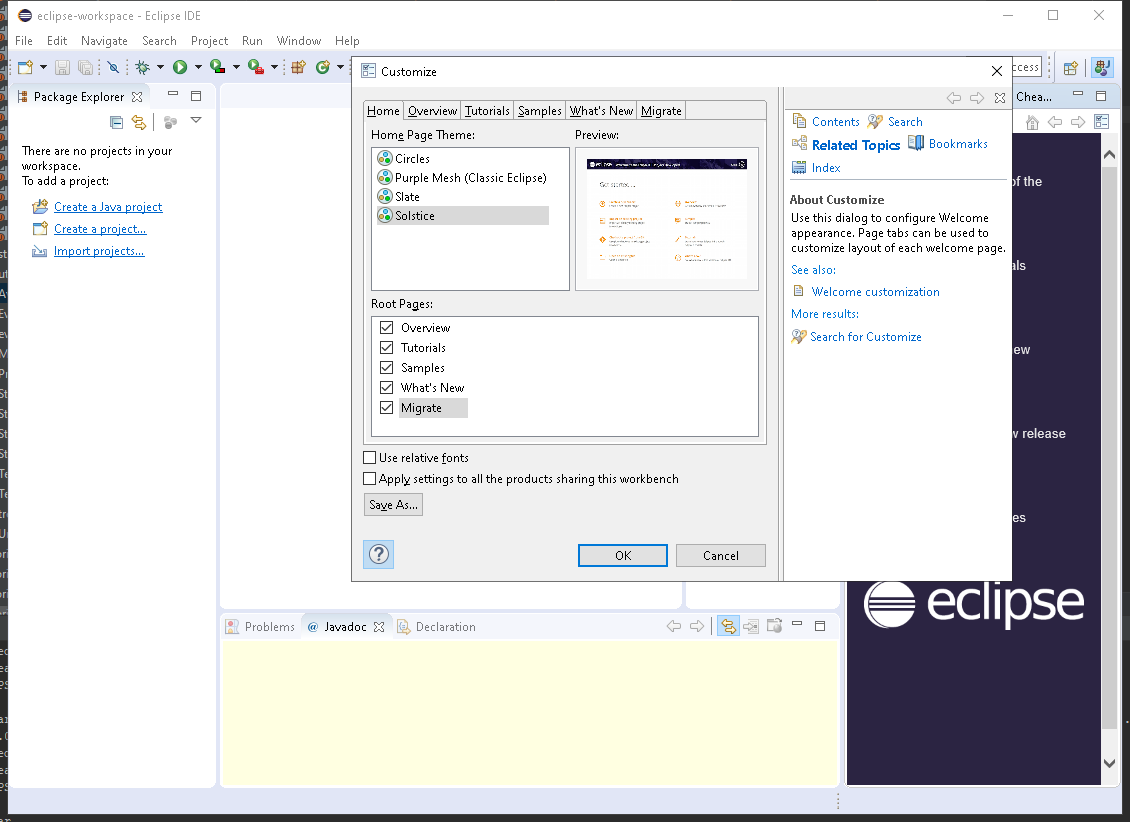 eclipse-workspace - Eclipse IDE
File Edit Navigate Search Project Run Window Help
Package Explorer
There are no projects in your
workspace.
To add a project:
Create a Java project
Create a project...
Import projects...
Customize
Home Overview Tutorials Samples What's New Migrate
Home Page Theme:
Circles
Purple Mesh (Classic Eclipse)
Slate
Solstice
Preview:
Root Pages:
Overview
Tutorials
Samples
What's New
Migrate
Use relative fonts
Apply settings to all the products sharing this workbench
Save As...
OK Cancel
Contents Search
Related Topics Bookmarks
Index
About Customize
Use this dialog to configure Welcome
appearance. Page tabs can be used to
customize layout of each welcome page.
See also:
Welcome customization
More results:
Search for Customize
Chea...
of the
release
eclipse
Problems @ Javadoc Declaration